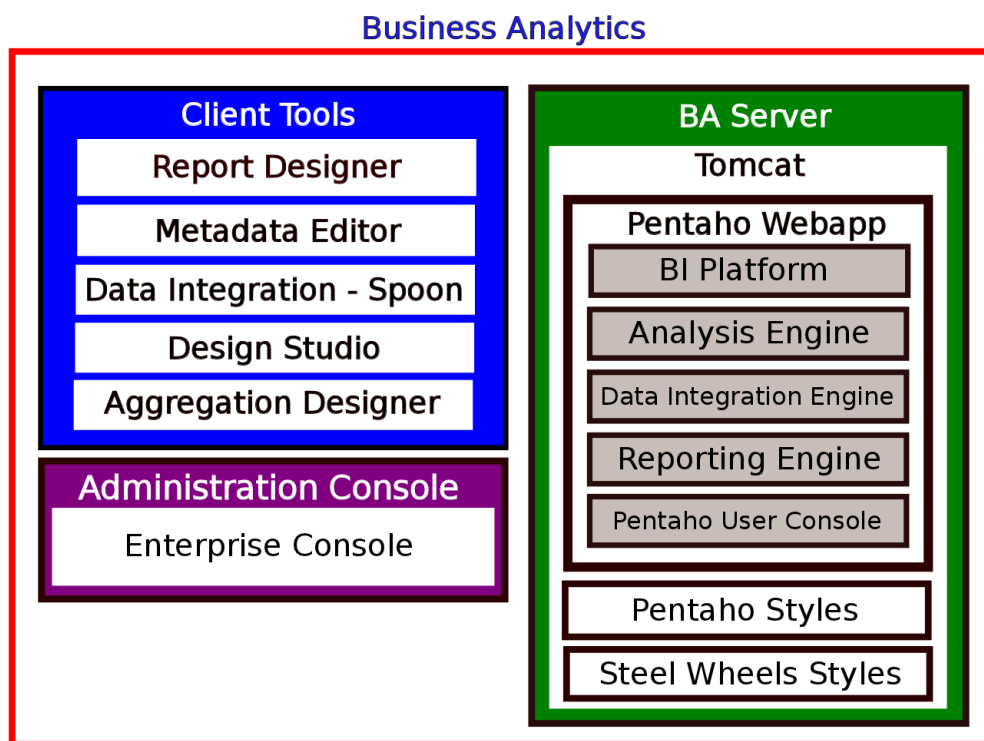 Business Analytics
Client Tools
Report Designer
Metadata Editor
Data Integration - Spoon
Design Studio
Aggregation Designer
Administration Console
Enterprise Console
BA Server
Tomcat
Pentaho Webapp
BI Platform
Analysis Engine
Data Integration Engine
Reporting Engine
Pentaho User Console
Pentaho Styles
Steel Wheels Styles